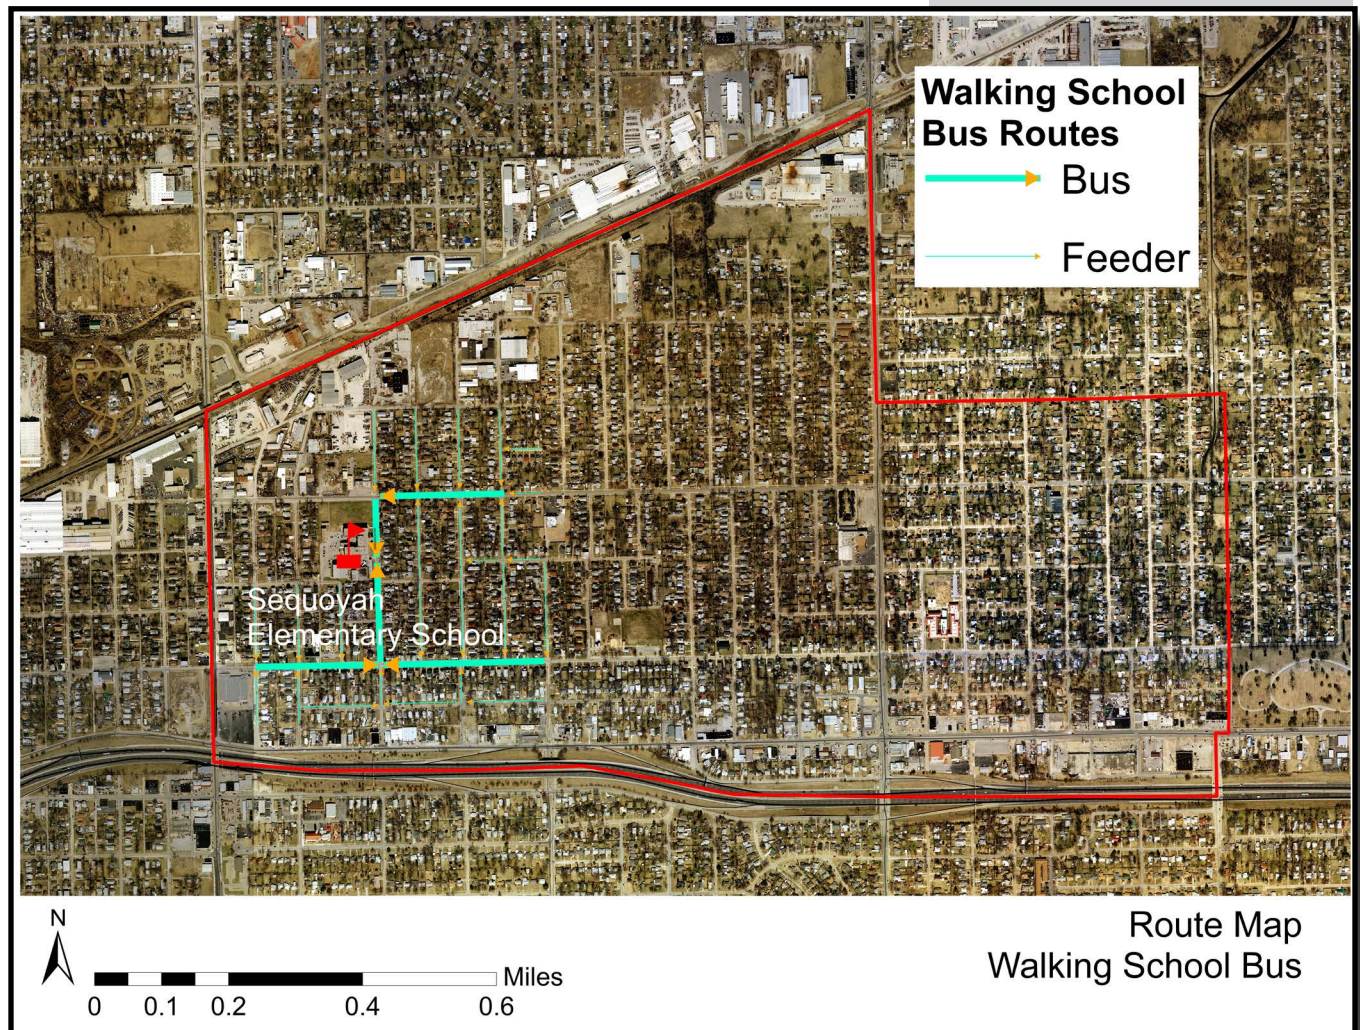 Walking School
Bus Routes
Bus
Feeder
Sequoyah
Elementary School
N
Miles
0 0.1 0.2 0.4 0.6
Route Map
Walking School Bus